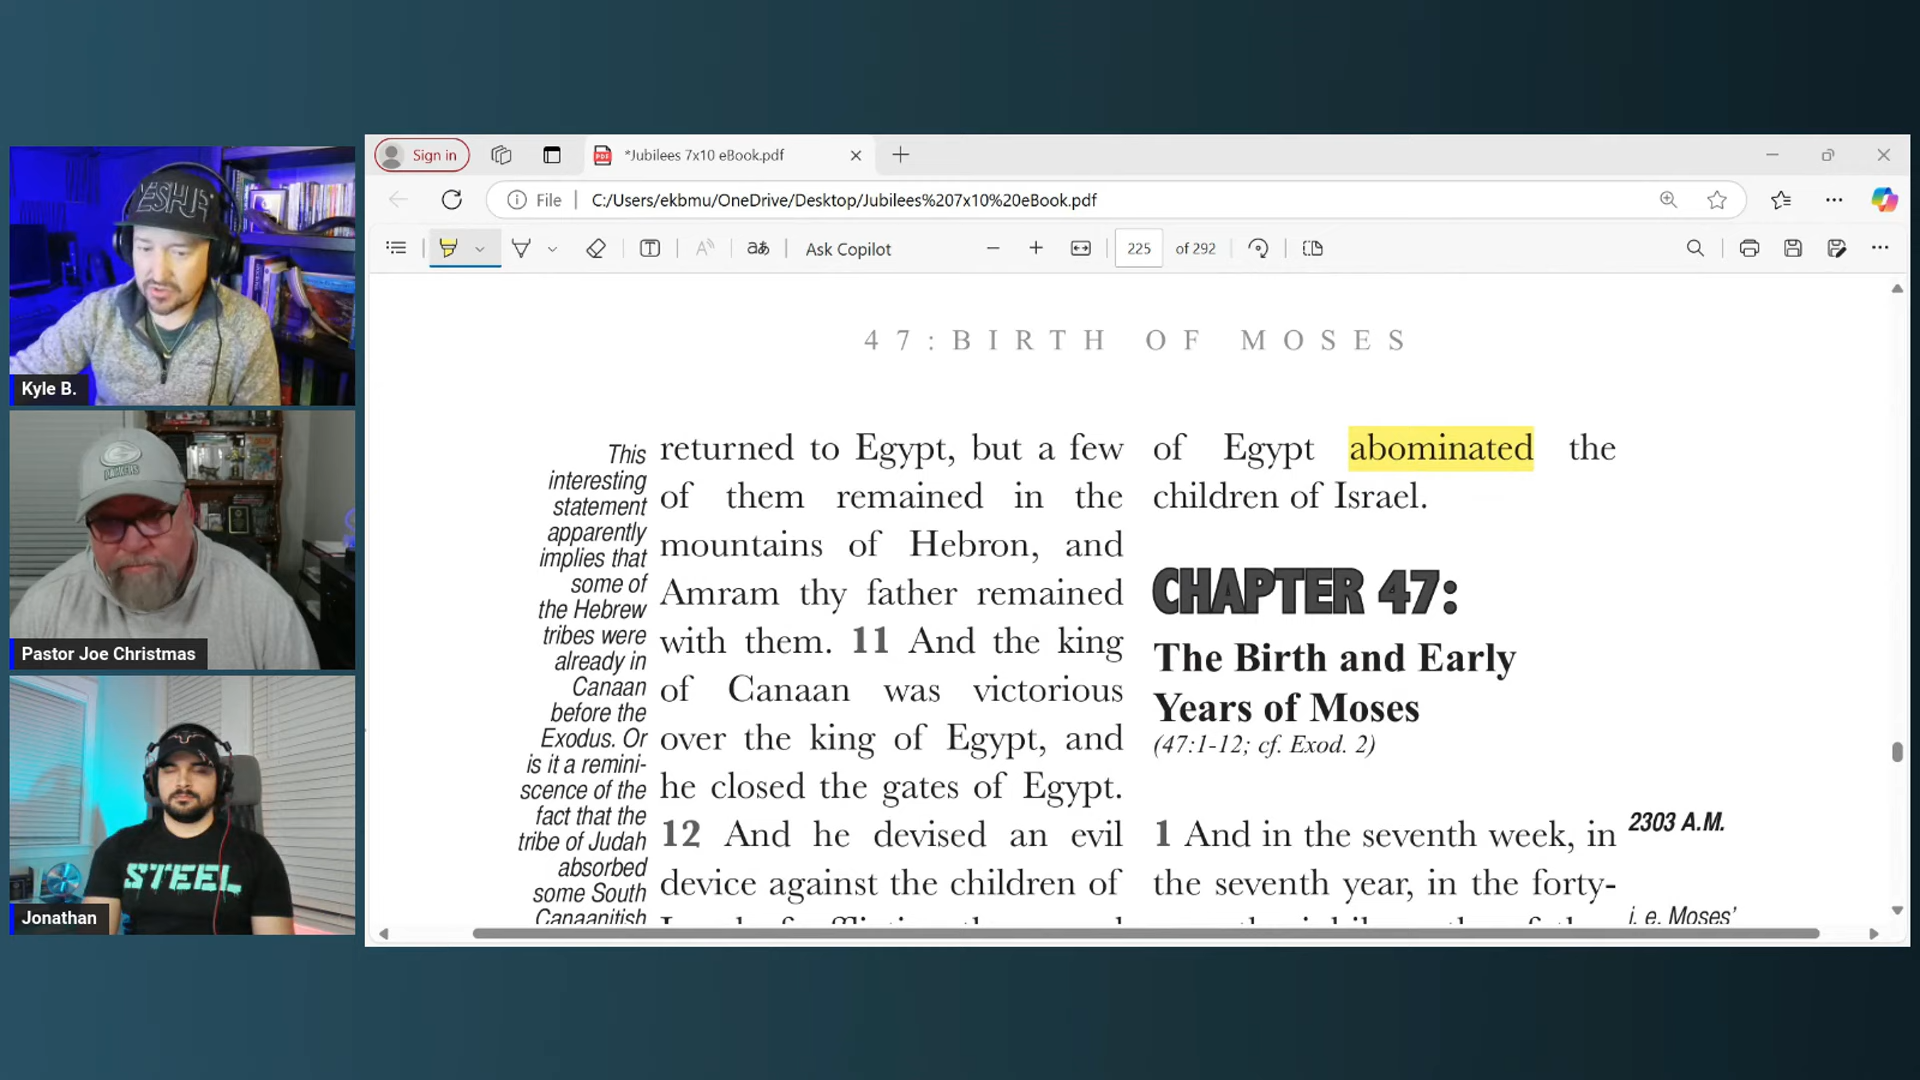 Sign in
*Jubilees 7x10 eBook.pdf
File
C:/Users/ekbmu/OneDrive/Desktop/Jubilees%207x10%20eBook.pdf
Ask Copilot
225 of 292
47:BIRTH OF MOSES
This
interesting
statement
apparently
implies that
some of
the Hebrew
tribes were
already in
Canaan
before the
Exodus. Or
is it a remini-
scence of the
fact that the
tribe of Judah
absorbed
some South
Canaanitish
returned to Egypt, but a few
of them remained in the
mountains of Hebron, and
Amram thy father remained
with them. 11 And the king
of Canaan was victorious
over the king of Egypt, and
he closed the gates of Egypt.
12 And he devised an evil
device against the children of
of Egypt abominated the
children of Israel.
CHAPTER 47:
The Birth and Early
Years of Moses
(47:1-12; cf. Exod. 2)
1 And in the seventh week, in
the seventh year, in the forty-
2303 A.M.
i. e. Moses'
Kyle B.
PACKERS
Pastor Joe Christmas
STEEL
Jonathan